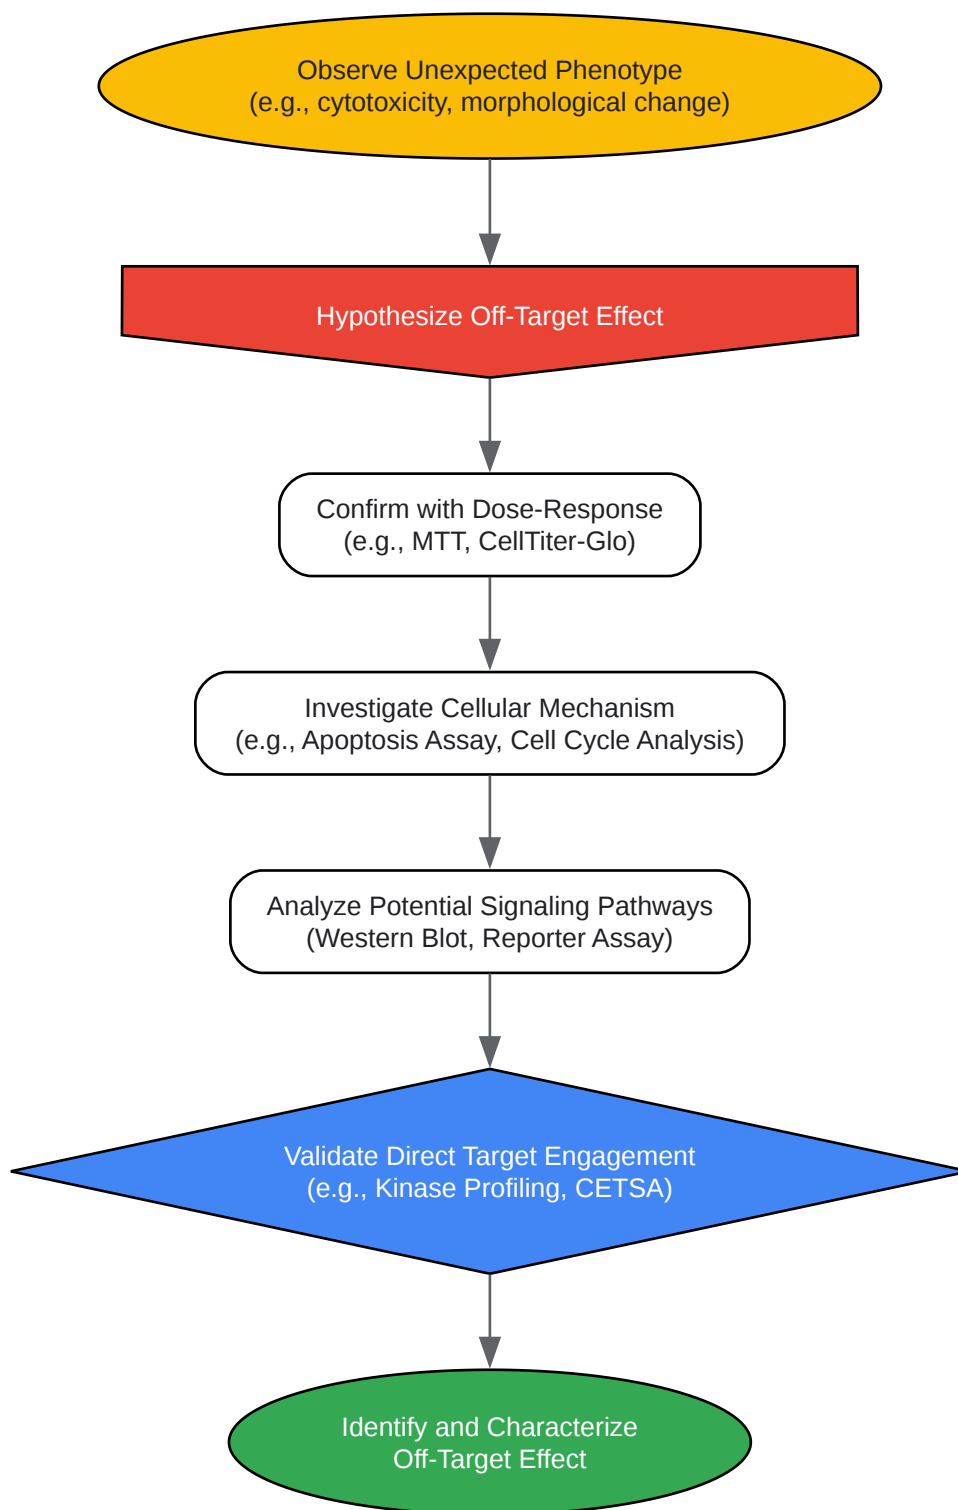 Observe Unexpected Phenotype
(e.g., cytotoxicity, morphological change)
Hypothesize Off-Target Effect
Confirm with Dose-Response
(e.g., MTT, CellTiter-Glo)
Investigate Cellular Mechanism
(e.g., Apoptosis Assay, Cell Cycle Analysis)
Analyze Potential Signaling Pathways
(Western Blot, Reporter Assay)
Validate Direct Target Engagement
(e.g., Kinase Profiling, CETSA)
Identify and Characterize
Off-Target Effect